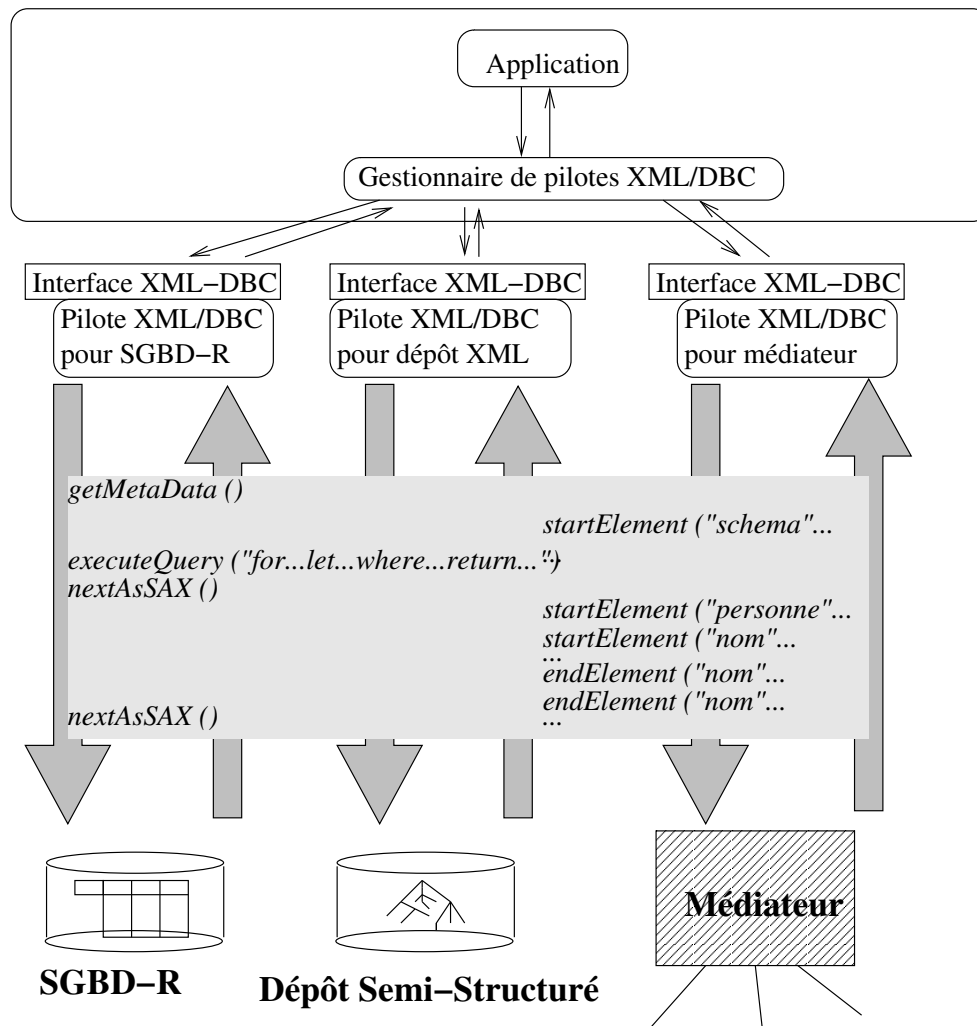 Application
Gestionnaire de pilotes XML/DBC
Interface XML−DBC
Interface XML−DBC
Interface XML−DBC
Pilote XML/DBC
pour SGBD−R
Pilote XML/DBC
pour dépôt XML
Pilote XML/DBC
pour médiateur
getMetaData ()
startElement ("schema"...
executeQuery ("for...let...where...return...")
...
nextAsSAX ()
startElement ("personne"...
startElement ("nom"...
...
endElement ("nom"...
endElement ("nom"...
nextAsSAX ()
...
Médiateur
SGBD−R
Dépôt Semi−Structuré